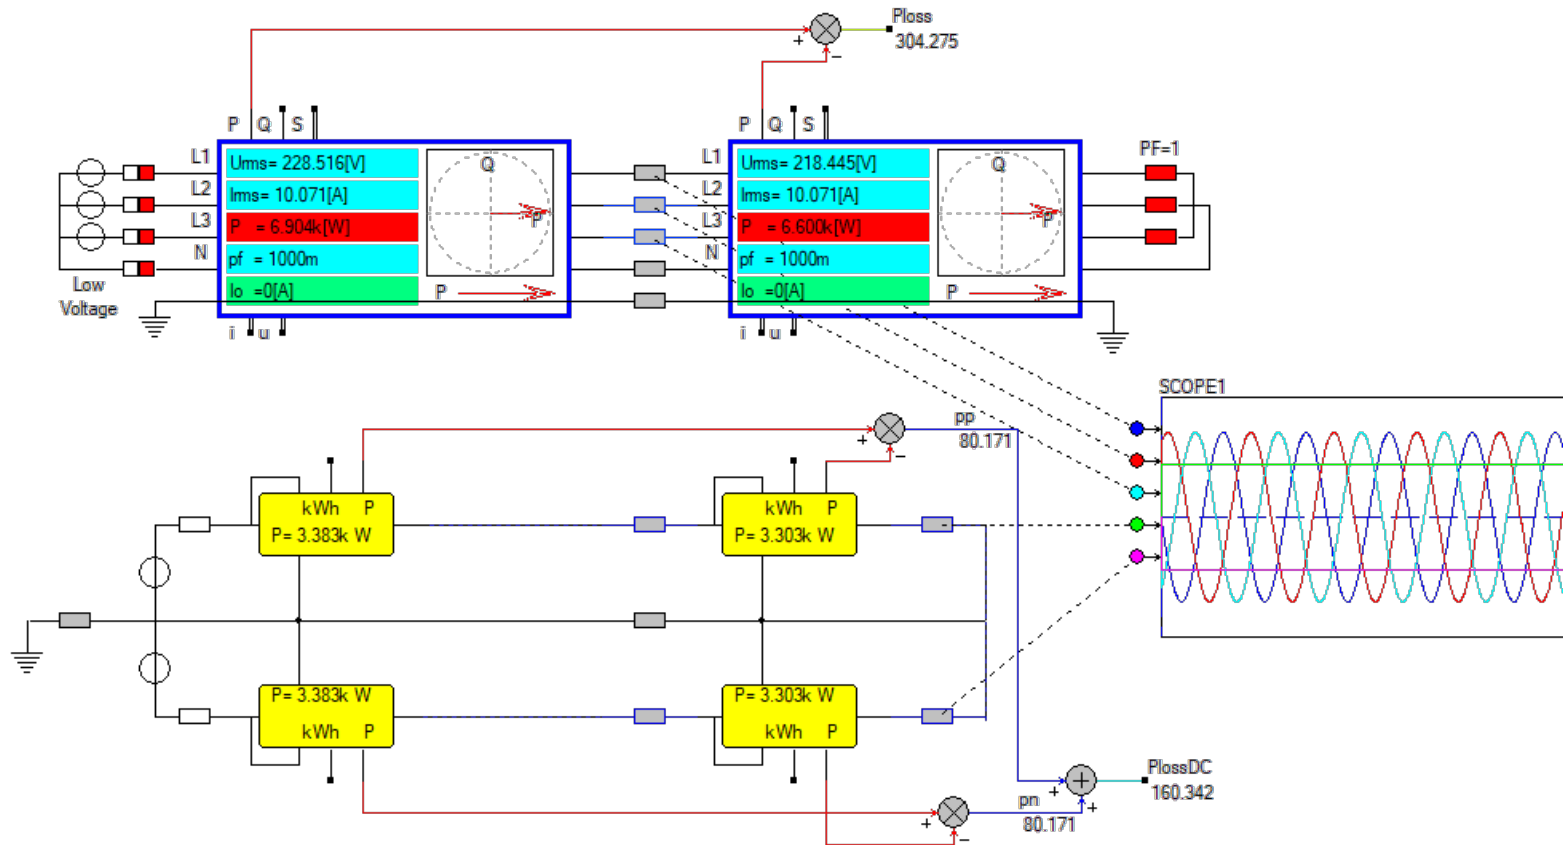 Ploss
304.275
P Q S
P Q S
L1
L2
L3
N
Urms= 228.516[V]
Irms= 10.071[A]
P = 6.904k[W]
pf = 1000m
Io =0[A]
Q
P
P
i u
L1
L2
L3
N
Urms= 218.445[V]
Irms= 10.071[A]
P = 6.600k[W]
pf = 1000m
Io =0[A]
Q
P
P
i u
PF=1
Low
Voltage
+
−
SCOPE1
pp
80.171
+
−
kWh P
P= 3.383k W
kWh P
P= 3.303k W
P= 3.383k W
kWh P
P= 3.303k W
kWh P
PlossDC
160.342
+
+
+
pn
80.171
+
−